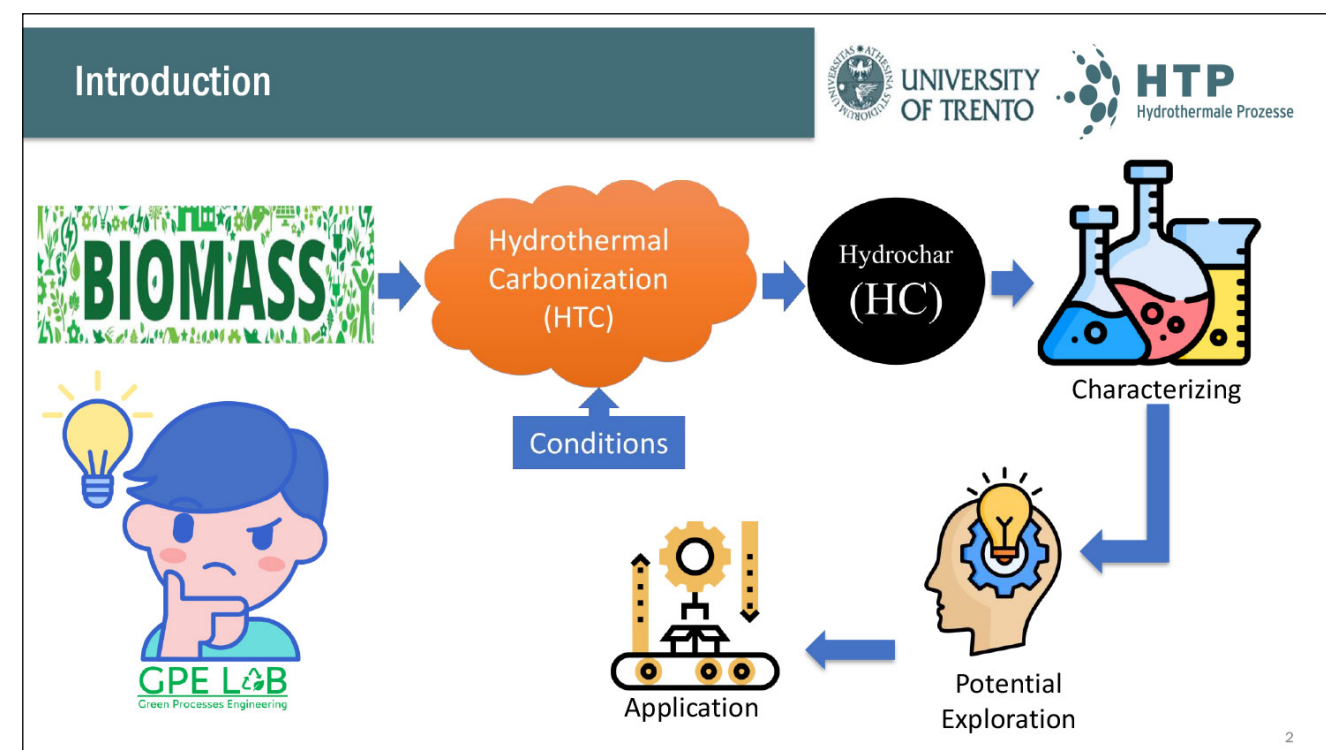 Introduction
UNIVERSITY
OF TRENTO
HTP
Hydrothermale Prozesse
BIOMASS
Hydrothermal
Carbonization
(HTC)
Hydrochar
(HC)
Characterizing
Conditions
Potential
Exploration
Application
GPE LAB
Green Processes Engineering
2